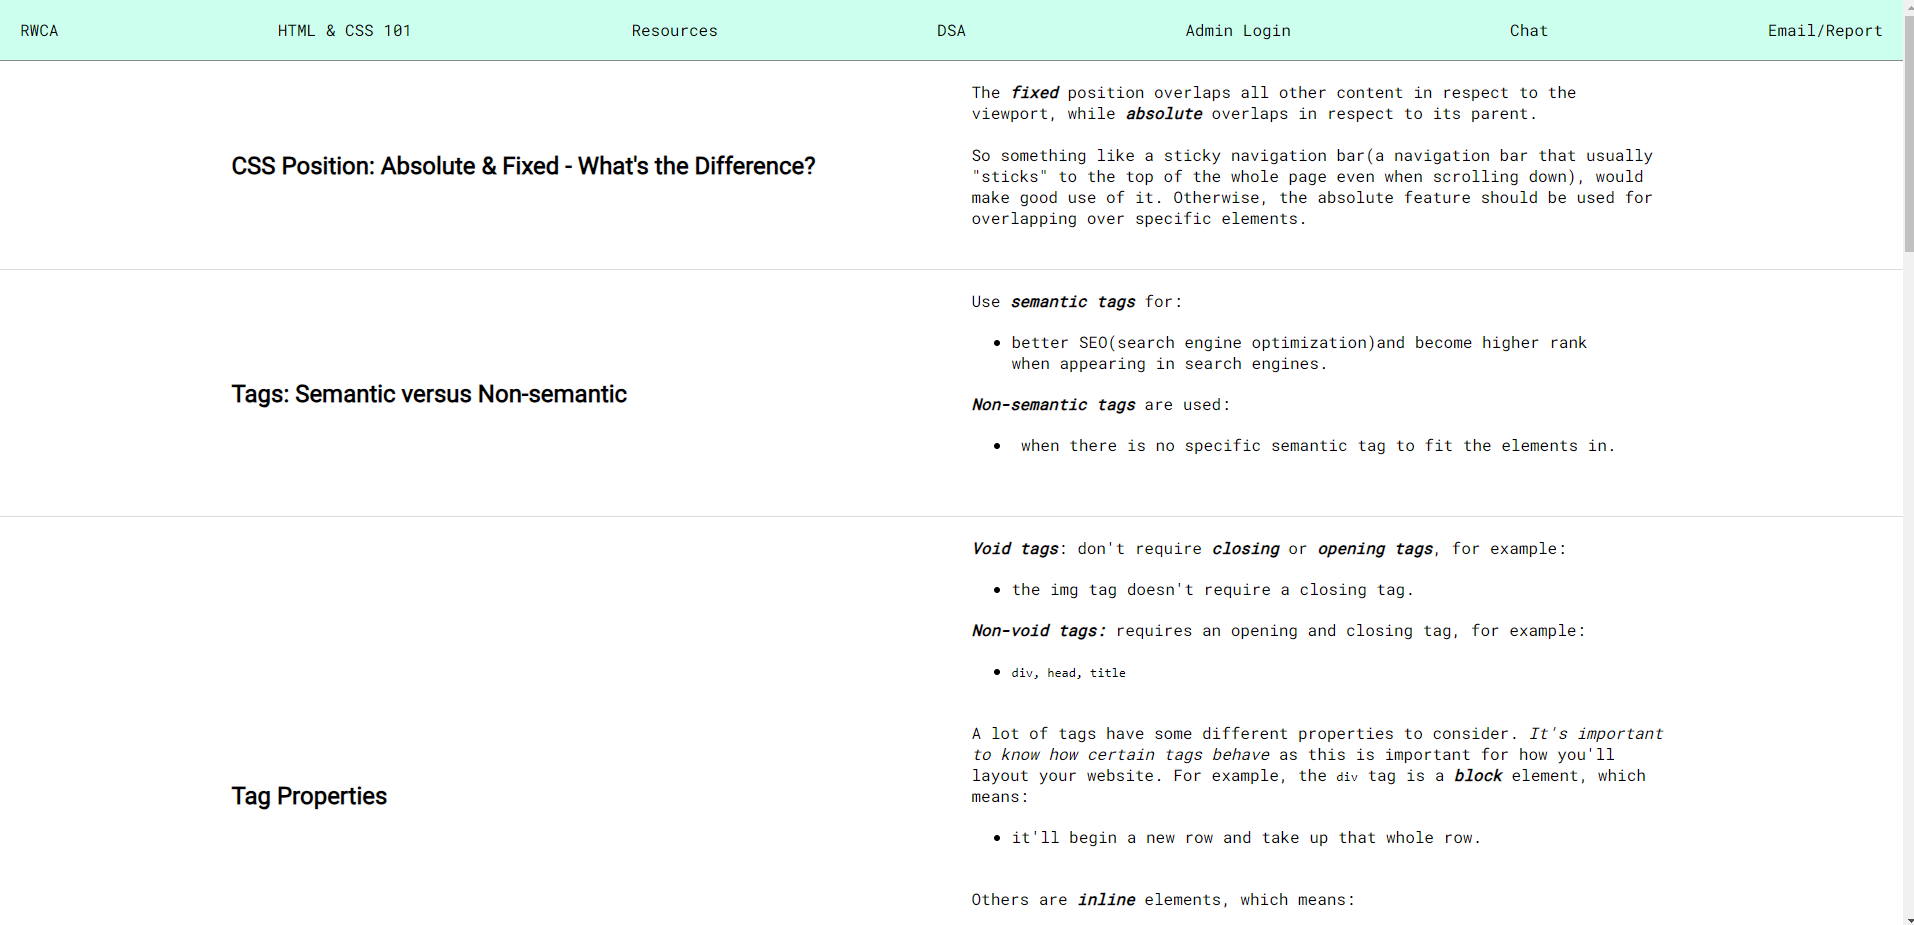 RWCA HTML & CSS 101 Resources DSA Admin Login Chat Email/Report
CSS Position: Absolute & Fixed - What's the Difference?
The fixed position overlaps all other content in respect to the
viewport, while absolute overlaps in respect to its parent.
So something like a sticky navigation bar(a navigation bar that usually
"sticks" to the top of the whole page even when scrolling down), would
make good use of it. Otherwise, the absolute feature should be used for
overlapping over specific elements.
Tags: Semantic versus Non-semantic
Use semantic tags for:
• better SEO(search engine optimization)and become higher rank
when appearing in search engines.
Non-semantic tags are used:
• when there is no specific semantic tag to fit the elements in.
Tag Properties
Void tags: don't require closing or opening tags, for example:
• the img tag doesn't require a closing tag.
Non-void tags: requires an opening and closing tag, for example:
• div, head, title
A lot of tags have some different properties to consider. It's important
to know how certain tags behave as this is important for how you'll
layout your website. For example, the div tag is a block element, which
means:
• it'll begin a new row and take up that whole row.
Others are inline elements, which means: